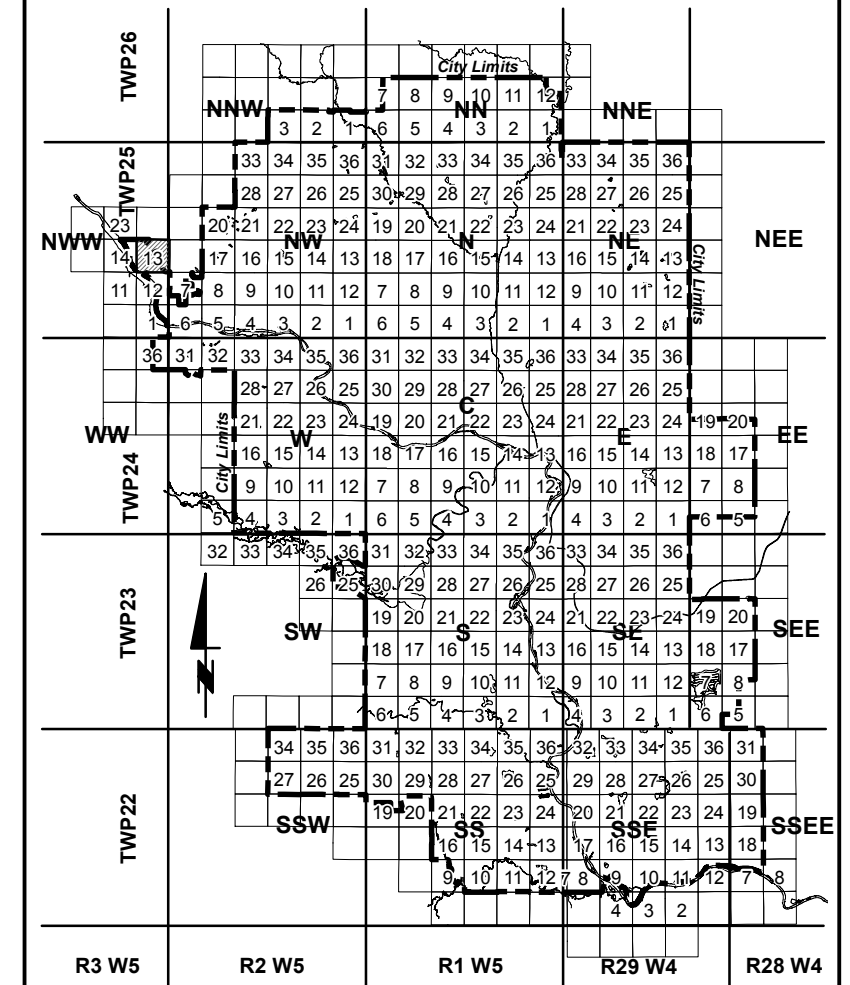 TWP26
City Limits
7 8 9 10 11 12
NNW NN NNE
3 2 1 6 5 4 3 2 1
TWP25
33 34 35 36 31 32 33 34 35 36 33 34 35 36
28 27 26 25 30 29 28 27 26 25 28 27 26 25
23 20 21 22 23 24 19 20 21 22 23 24 21 22 23 24
NWW NW N NE NEE
14 13 17 16 15 14 13 18 17 16 15 14 13 16 15 14 13
City Limits
11 12 7 8 9 10 11 12 7 8 9 10 11 12 9 10 11 12
1 6 5 4 3 2 1 6 5 4 3 2 1 4 3 2 1
36 31 32 33 34 35 36 31 32 33 34 35 36 33 34 35 36
28 27 26 25 30 29 28 27 26 25 28 27 26 25
C
21 22 23 24 19 20 21 22 23 24 21 22 23 24 19 20
WW W E EE
City Limits
TWP24
16 15 14 13 18 17 16 15 14 13 16 15 14 13 18 17
9 10 11 12 7 8 9 10 11 12 9 10 11 12 7 8
5 4 3 2 1 6 5 4 3 2 1 4 3 2 1 6 5
32 33 34 35 36 31 32 33 34 35 36 33 34 35 36
26 25 30 29 28 27 26 25 28 27 26 25
TWP23
19 20 21 22 23 24 21 22 23 24 19 20
SW S SE SEE
18 17 16 15 14 13 16 15 14 13 18 17
N
7 8 9 10 11 12 9 10 11 12 7 8
6 5 4 3 2 1 4 3 2 1 6 5
34 35 36 31 32 33 34 35 36 32 33 34 35 36 31
27 26 25 30 29 28 27 26 25 29 28 27 26 25 30
19 20 21 22 23 24 20 21 22 23 24 19
SSW SS SSE SSEE
TWP22
16 15 14 13 17 16 15 14 13 18
9 10 11 12 7 8 9 10 11 12 7 8
4 3 2
R3 W5 R2 W5 R1 W5 R29 W4 R28 W4